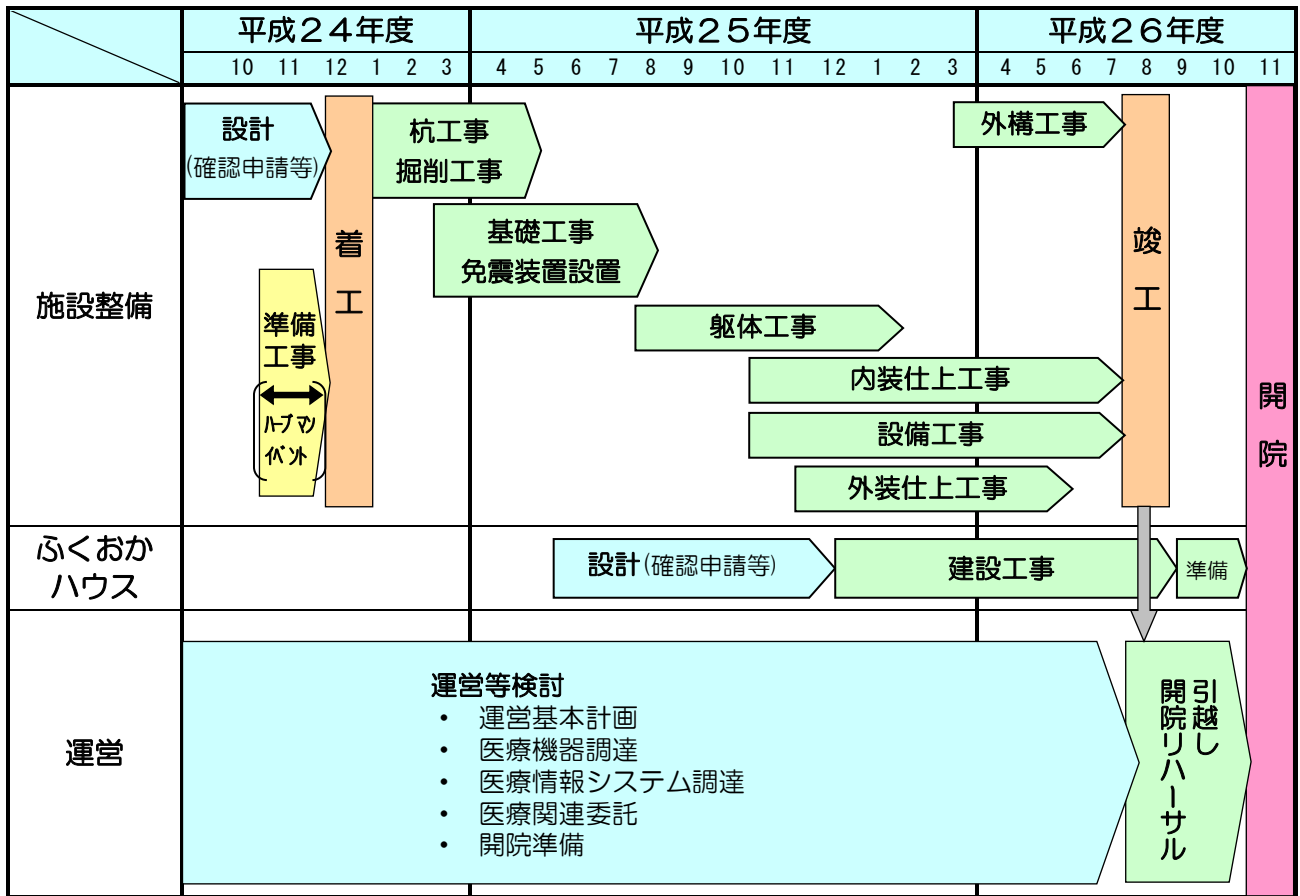 平成２４年度 平成２５年度 平成２６年度
10 11 12 1 2 3 4 5 6 7 8 9 10 11 12 1 2 3 4 5 6 7 8 9 10 11
施設整備
設計
(確認申請等)
準備
工事
ハーブマン
イベント
着工
杭工事
掘削工事
基礎工事
免震装置設置
躯体工事
内装仕上工事
設備工事
外装仕上工事
外構工事
竣工
開院
ふくおか
ハウス
設計(確認申請等)
建設工事
準備
運営
運営等検討
・ 運営基本計画
・ 医療機器調達
・ 医療情報システム調達
・ 医療関連委託
・ 開院準備
引越し
開院リハーサル